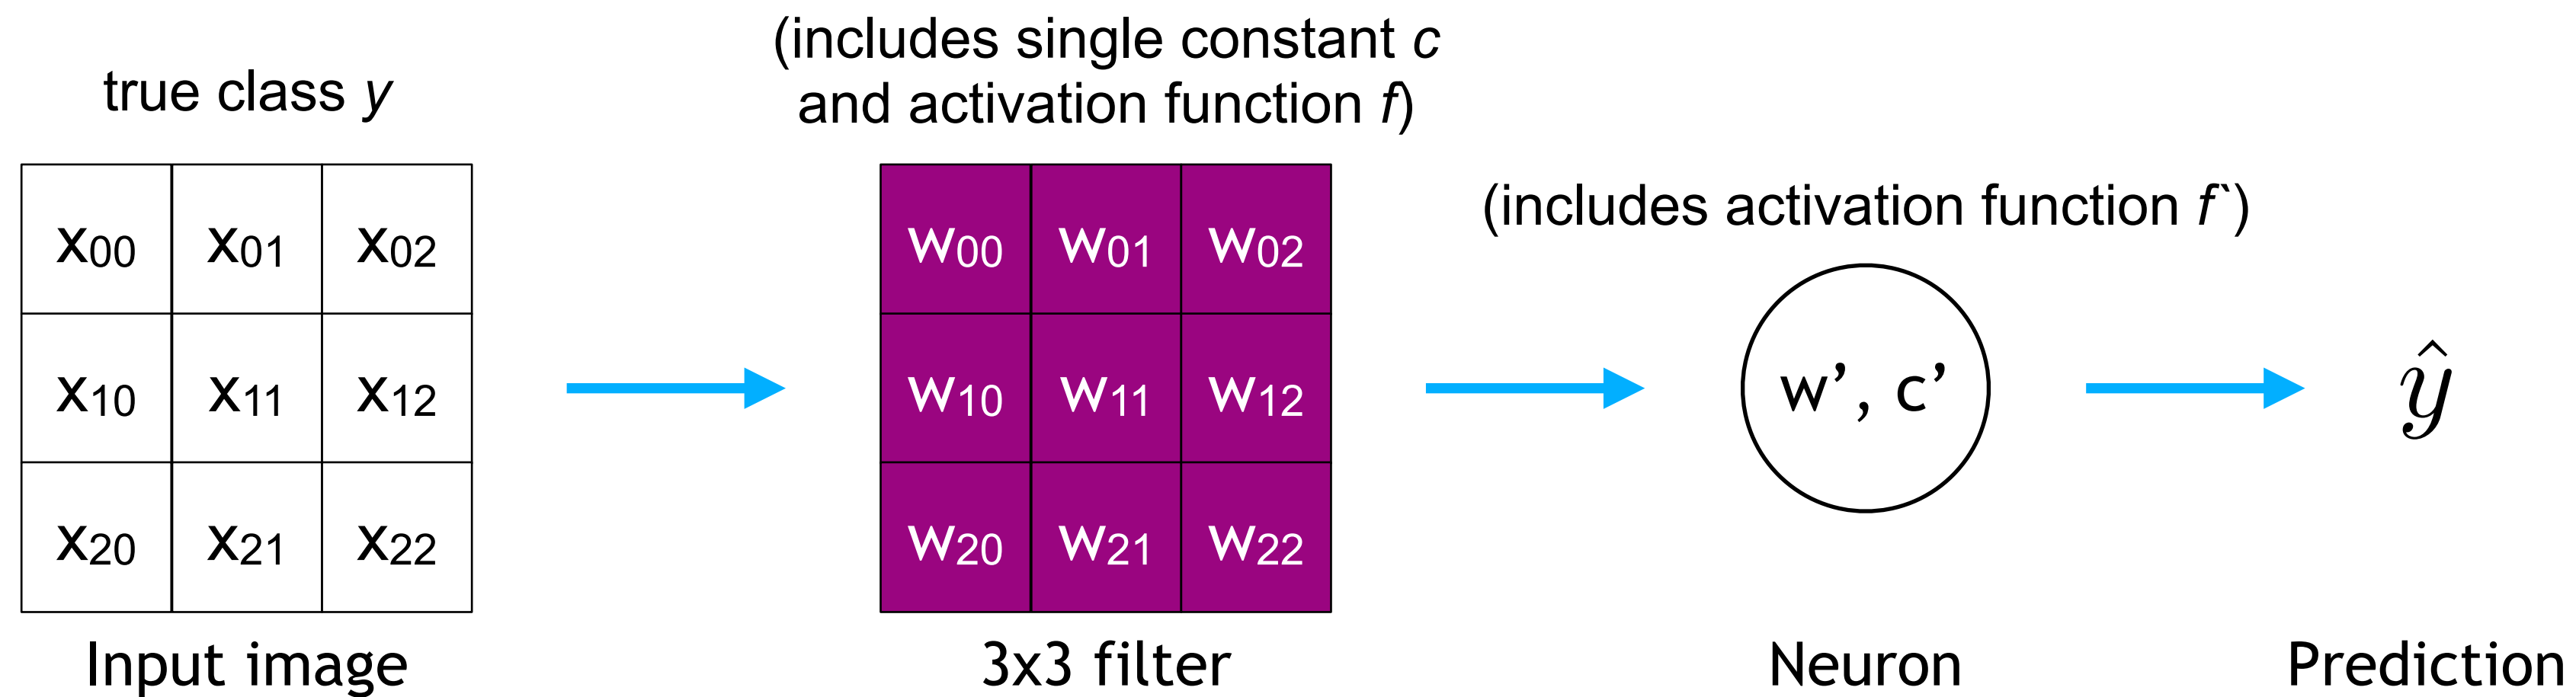 true class y
(includes single constant c
and activation function f)
(includes activation function f`)
x00 x01 x02
x10 x11 x12
x20 x21 x22
w00 w01 w02
w10 w11 w12
w20 w21 w22
w’, c’
ŷ
Input image
3x3 filter
Neuron
Prediction